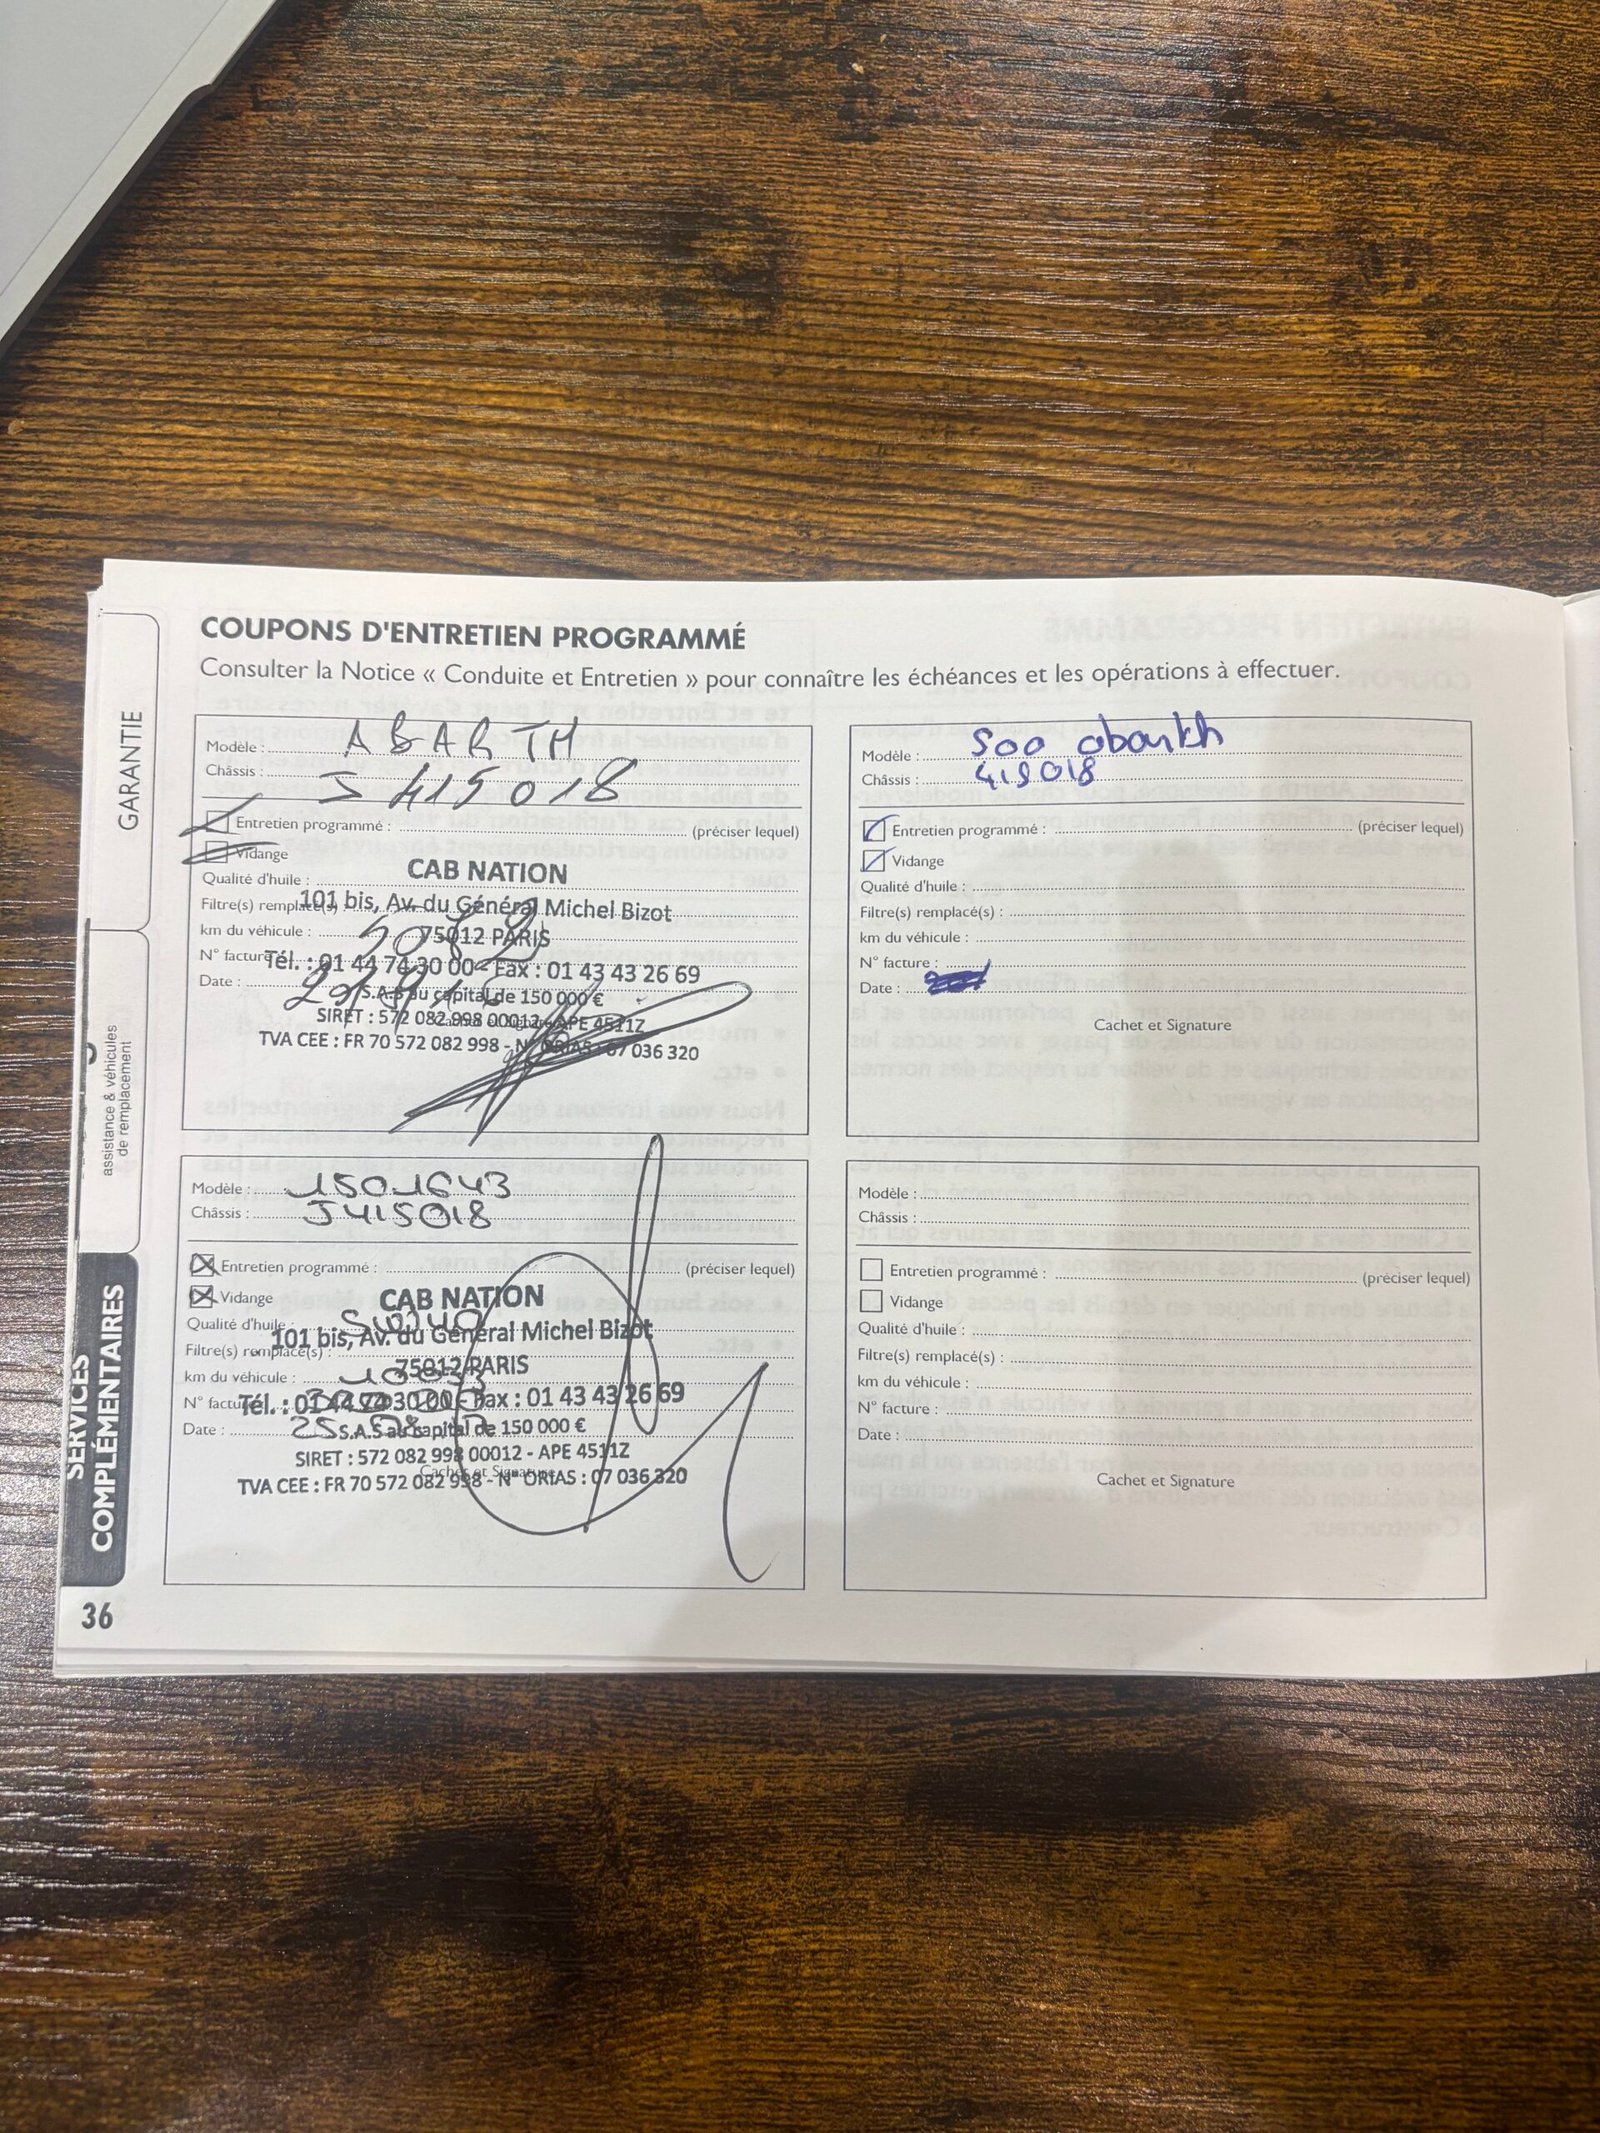 COUPONS D'ENTRETIEN PROGRAMMÉ
Consulter la Notice « Conduite et Entretien » pour connaître les échéances et les opérations à effectuer.
GARANTIE
assistance & véhicules
de remplacement
SERVICES
COMPLÉMENTAIRES
Modèle : ABARTH
Châssis : J 415018
Entretien programmé : (préciser lequel)
Vidange
CAB NATION
Qualité d'huile :
101 bis, Av. du Général Michel Bizot
Filtre(s) remplacé(s) :
75012 PARIS
km du véhicule :
Tél. : 01 44 74 30 00 - Fax : 01 43 43 26 69
N° facture
Date :
S.A.S au capital de 150 000 €
SIRET : 572 082 998 00012 - APE 4511Z
Cachet et Signature
TVA CEE : FR 70 572 082 998 - N° ORIAS : 07 036 320
Modèle : 1501643
Châssis : J415018
Entretien programmé : (préciser lequel)
Vidange
CAB NATION
Qualité d'huile : 5W40
101 bis, Av. du Général Michel Bizot
Filtre(s) remplacé(s) :
75012 PARIS
km du véhicule :
Tél. : 01 44 74 30 00 - Fax : 01 43 43 26 69
N° facture
Date : 25
S.A.S au capital de 150 000 €
SIRET : 572 082 998 00012 - APE 4511Z
Cachet et Signature
TVA CEE : FR 70 572 082 998 - N° ORIAS : 07 036 320
Modèle : 500 abarth
Châssis : 415018
Entretien programmé : (préciser lequel)
Vidange
Qualité d'huile :
Filtre(s) remplacé(s) :
km du véhicule :
N° facture :
Date :
Cachet et Signature
Modèle :
Châssis :
Entretien programmé : (préciser lequel)
Vidange
Qualité d'huile :
Filtre(s) remplacé(s) :
km du véhicule :
N° facture :
Date :
Cachet et Signature
36